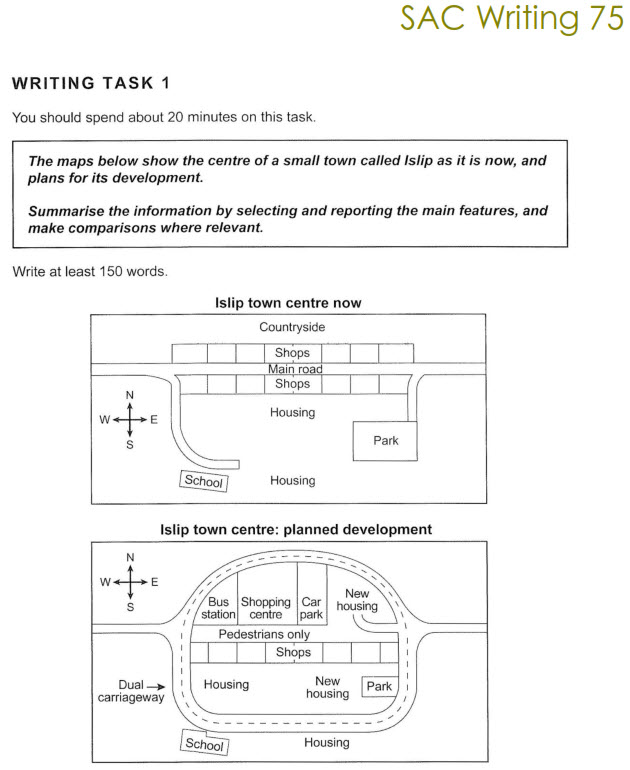 SAC Writing 75
WRITING TASK 1
You should spend about 20 minutes on this task.
The maps below show the centre of a small town called Islip as it is now, and
plans for its development.
Summarise the information by selecting and reporting the main features, and
make comparisons where relevant.
Write at least 150 words.
Islip town centre now
Countryside
Shops
Main road
Shops
N
W E
S
Housing
Park
School
Housing
Islip town centre: planned development
N
W E
S
Bus
station
Shopping
centre
Car
park
New
housing
Pedestrians only
Shops
Dual
carriageway
Housing
New
housing
Park
School
Housing